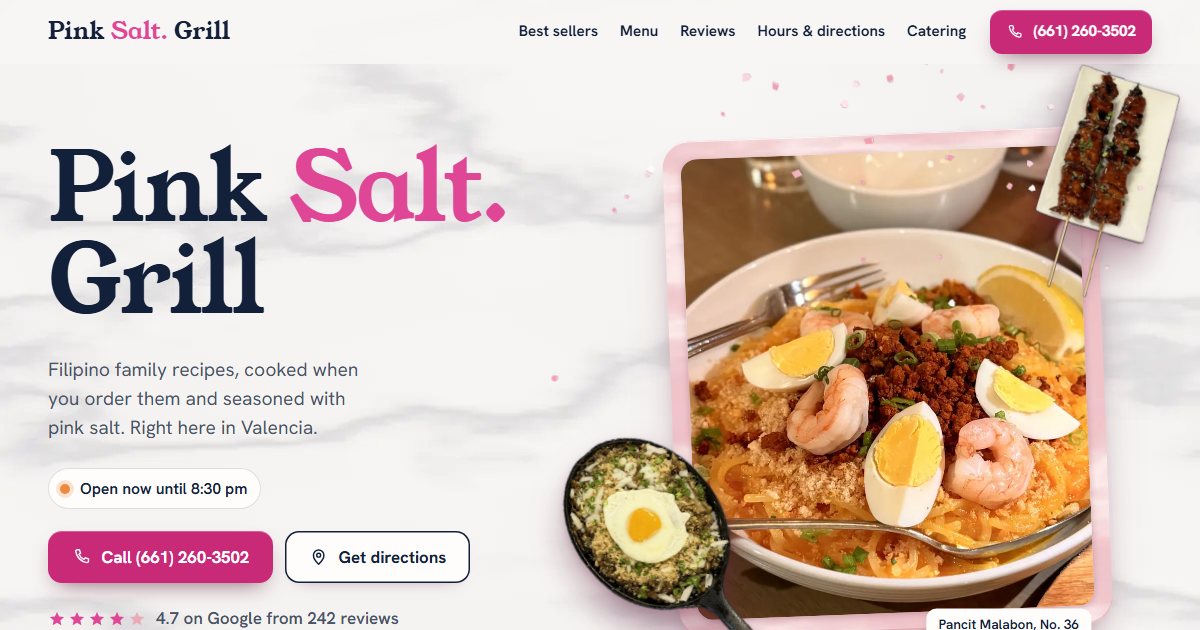 Pink Salt. Grill
Best sellers
Menu
Reviews
Hours & directions
Catering
(661) 260-3502
Pink Salt.
Grill
Filipino family recipes, cooked when
you order them and seasoned with
pink salt. Right here in Valencia.
Open now until 8:30 pm
Call (661) 260-3502
Get directions
4.7 on Google from 242 reviews
Pancit Malabon, No. 36